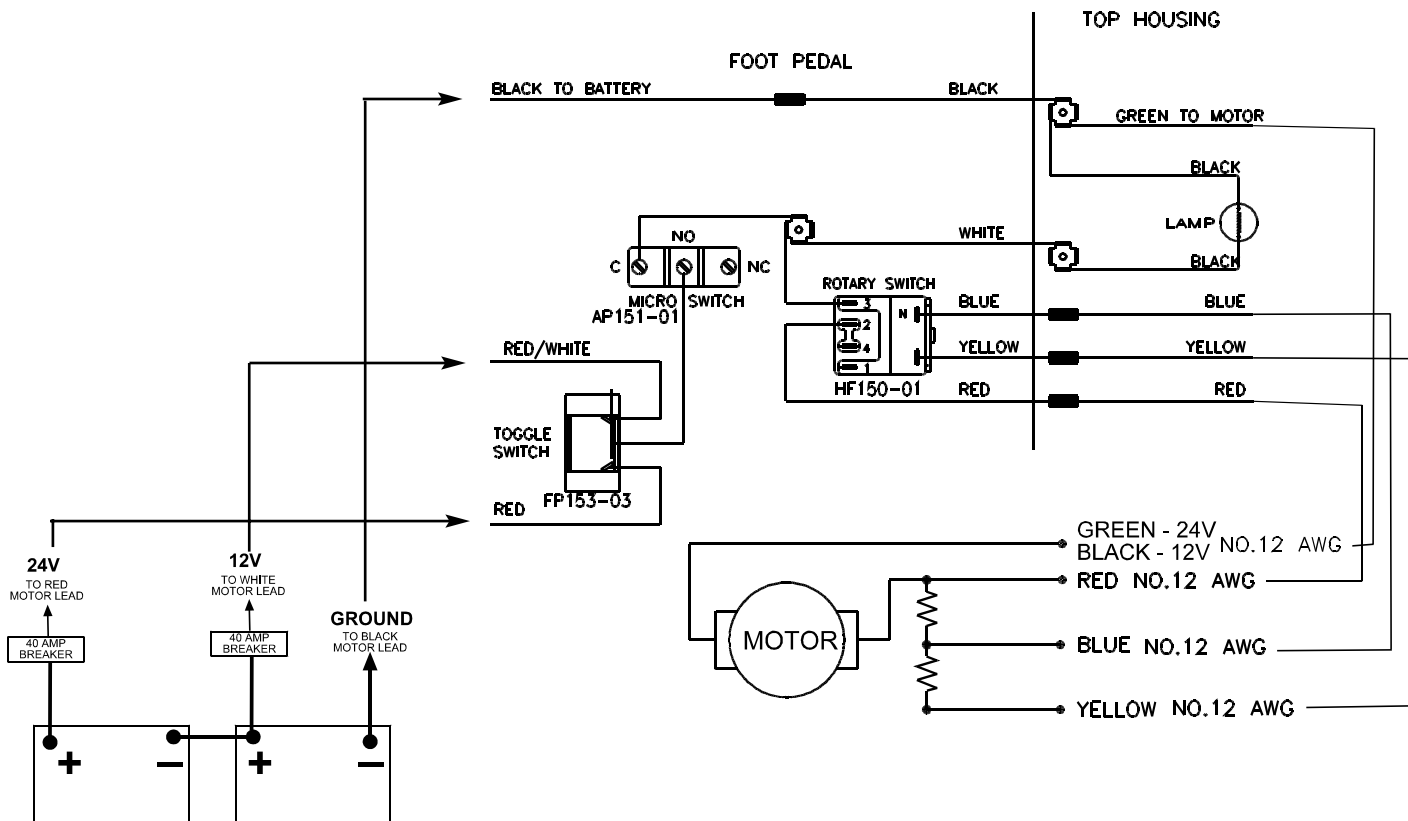 TOP HOUSING
FOOT PEDAL
BLACK TO BATTERY
BLACK
GREEN TO MOTOR
BLACK
LAMP
BLACK
WHITE
NO
C
NC
MICRO SWITCH
AP151-01
ROTARY SWITCH
3
2
4
1
N
HF150-01
BLUE
BLUE
YELLOW
YELLOW
RED
RED
RED/WHITE
TOGGLE
SWITCH
FP153-03
RED
24V
TO RED
MOTOR LEAD
40 AMP
BREAKER
12V
TO WHITE
MOTOR LEAD
40 AMP
BREAKER
GROUND
TO BLACK
MOTOR LEAD
+
−
+
−
MOTOR
GREEN - 24V
BLACK - 12V NO.12 AWG
RED NO.12 AWG
BLUE NO.12 AWG
YELLOW NO.12 AWG